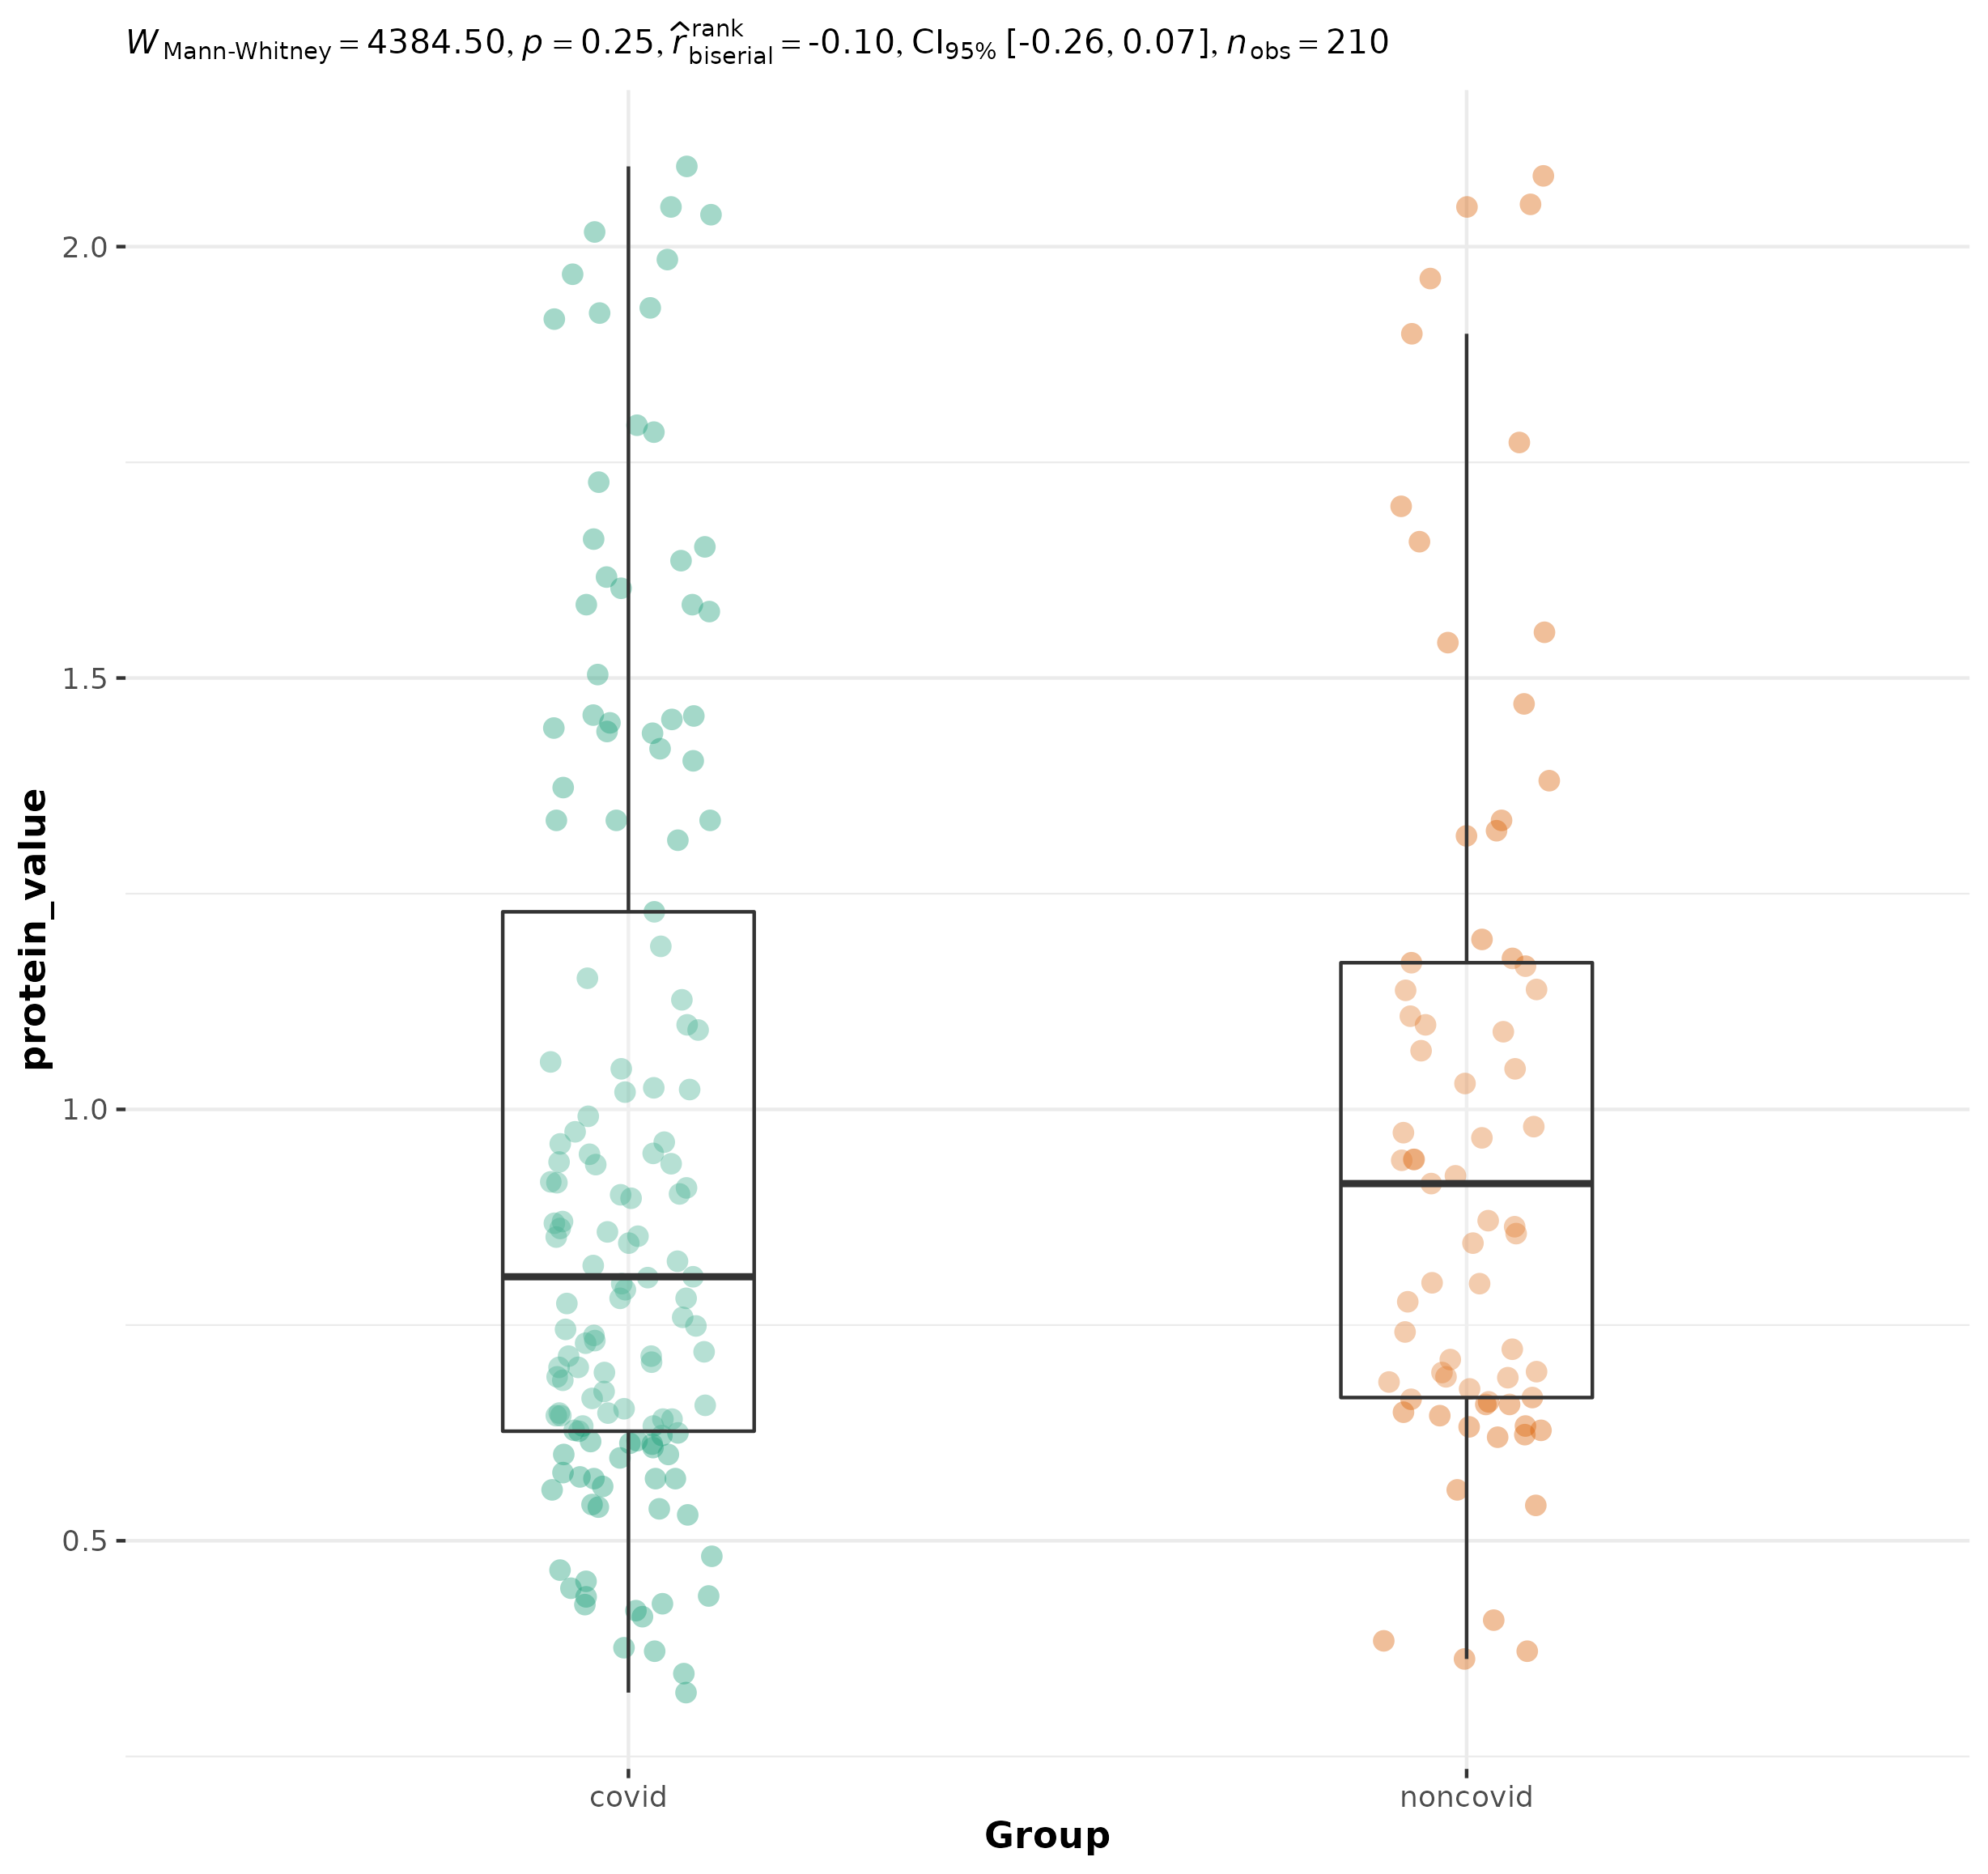 W Mann-Whitney = 4384.50, p = 0.25, r̂ rank biserial = -0.10, CI95% [-0.26, 0.07], nobs = 210
2.0
1.5
1.0
0.5
protein_value
covid noncovid
Group